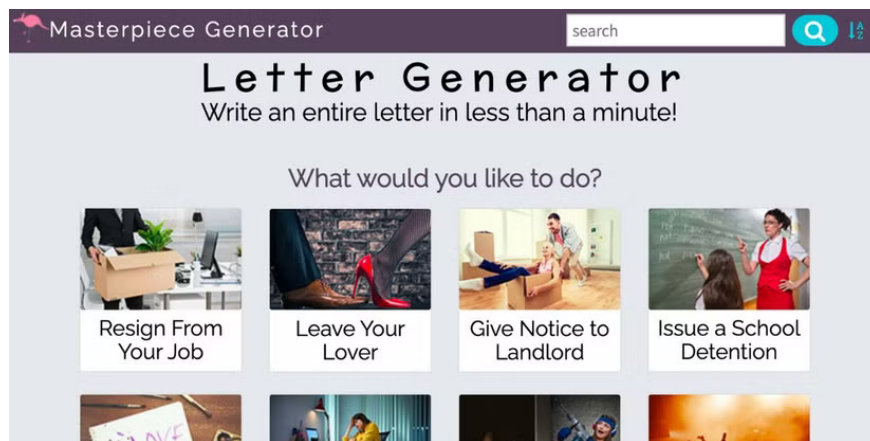 Masterpiece Generator
search
Letter Generator
Write an entire letter in less than a minute!
What would you like to do?
Resign From
Your Job
Leave Your
Lover
Give Notice to
Landlord
Issue a School
Detention
LOVE